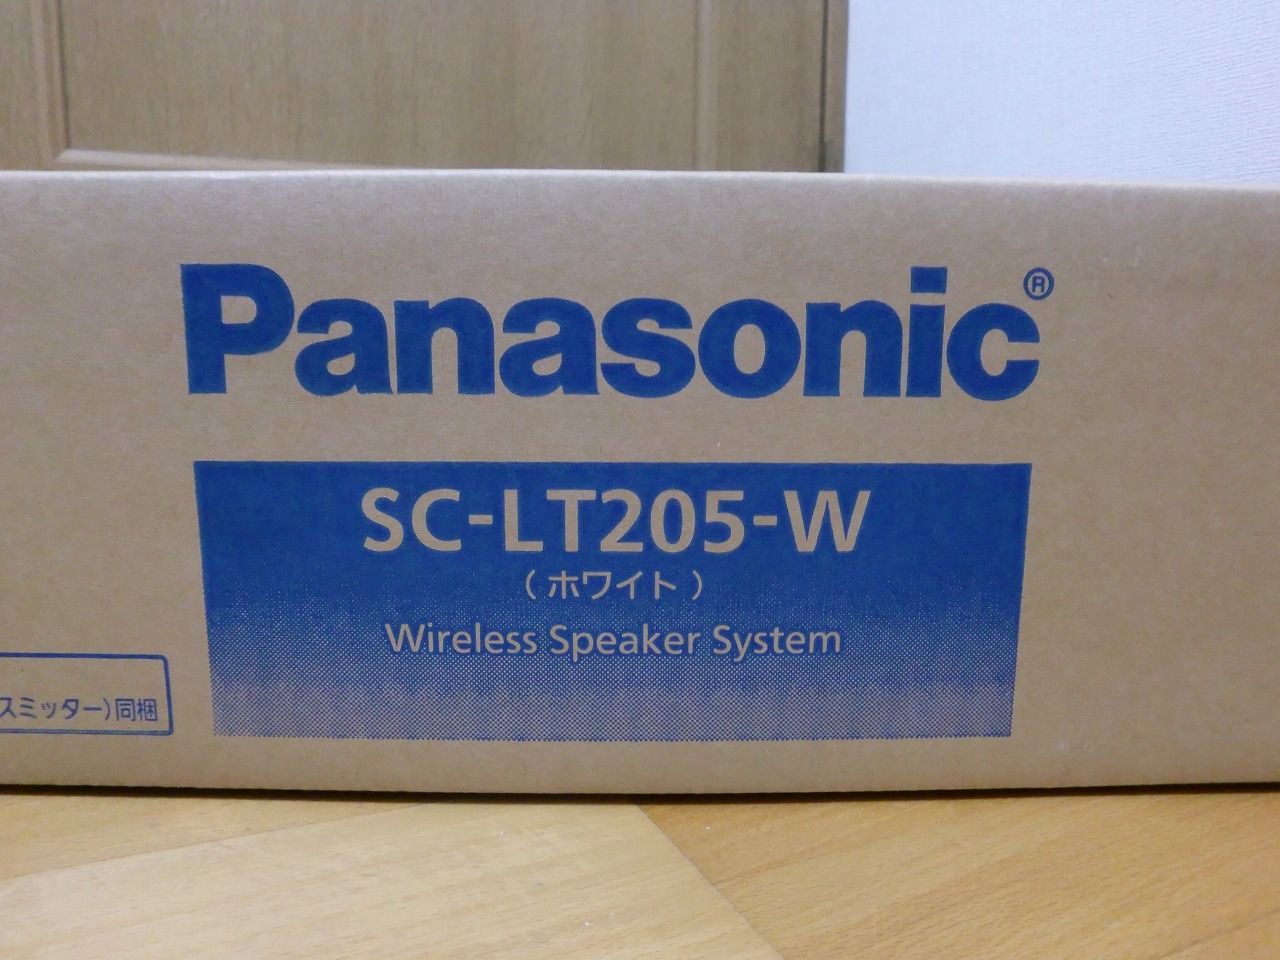 Panasonic®
SC-LT205-W
(ホワイト)
Wireless Speaker System
スミッター)同梱